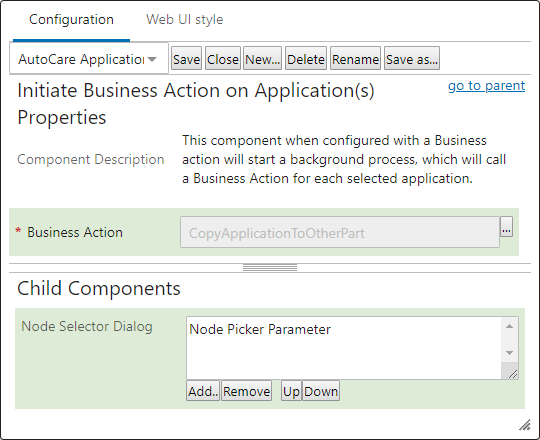 Configuration Web UI style
AutoCare Application Save Close New... Delete Rename Save as...
Initiate Business Action on Application(s) go to parent
Properties
Component Description
This component when configured with a Business
action will start a background process, which will call
a Business Action for each selected application.
* Business Action CopyApplicationToOtherPart ...
Child Components
Node Selector Dialog Node Picker Parameter
Add.. Remove Up Down